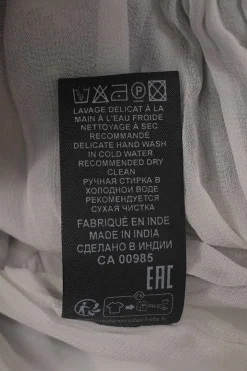 LAVAGE DÉLICAT À LA
MAIN À L'EAU FROIDE
NETTOYAGE À SEC
RECOMMANDE
DELICATE HAND WASH
IN COLD WATER
RECOMMENDED DRY
CLEAN
РУЧНАЯ СТИРКА В
ХОЛОДНОЙ ВОДЕ
РЕКОМЕНДУЕТСЯ
СУХАЯ ЧИСТКА
FABRIQUÉ EN INDE
MADE IN INDIA
СДЕЛАНО В ИНДИИ
CA 00985
EAC